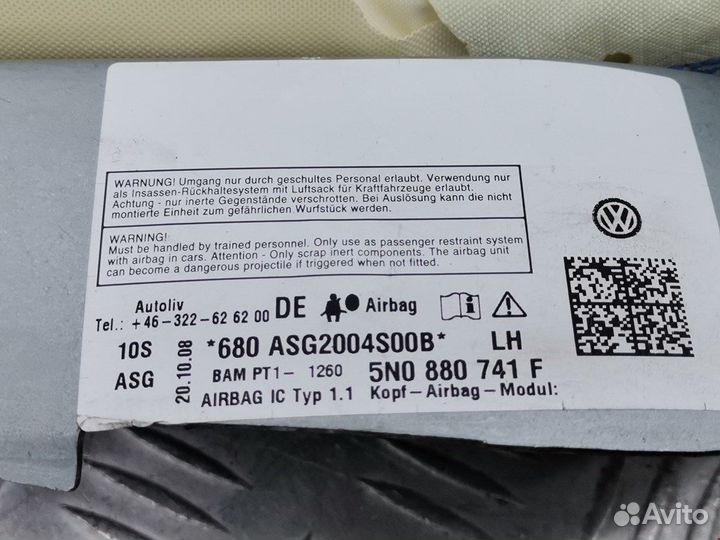 WARNUNG! Umgang nur durch geschultes Personal erlaubt. Verwendung nur
als Insassen-Rückhaltesystem mit Luftsack für Kraftfahrzeuge erlaubt.
Achtung - nur inerte Gegenstände verschrotten. Bei Auslösung kann die nicht
montierte Einheit zum gefährlichen Wurfstück werden.
WARNING!
Must be handled by trained personnel. Only use as passenger restraint system
with airbag in cars. Attention - Only scrap inert components. The airbag unit
can become a dangerous projectile if triggered when not fitted.
Autoliv
Tel.: +46-322-626200 DE Airbag
10S 20.10.08 *680 ASG2004S00B* LH
ASG BAM PT1- 1260 5N0 880 741 F
AIRBAG IC Typ 1.1 Kopf-Airbag-Modul:
Avito